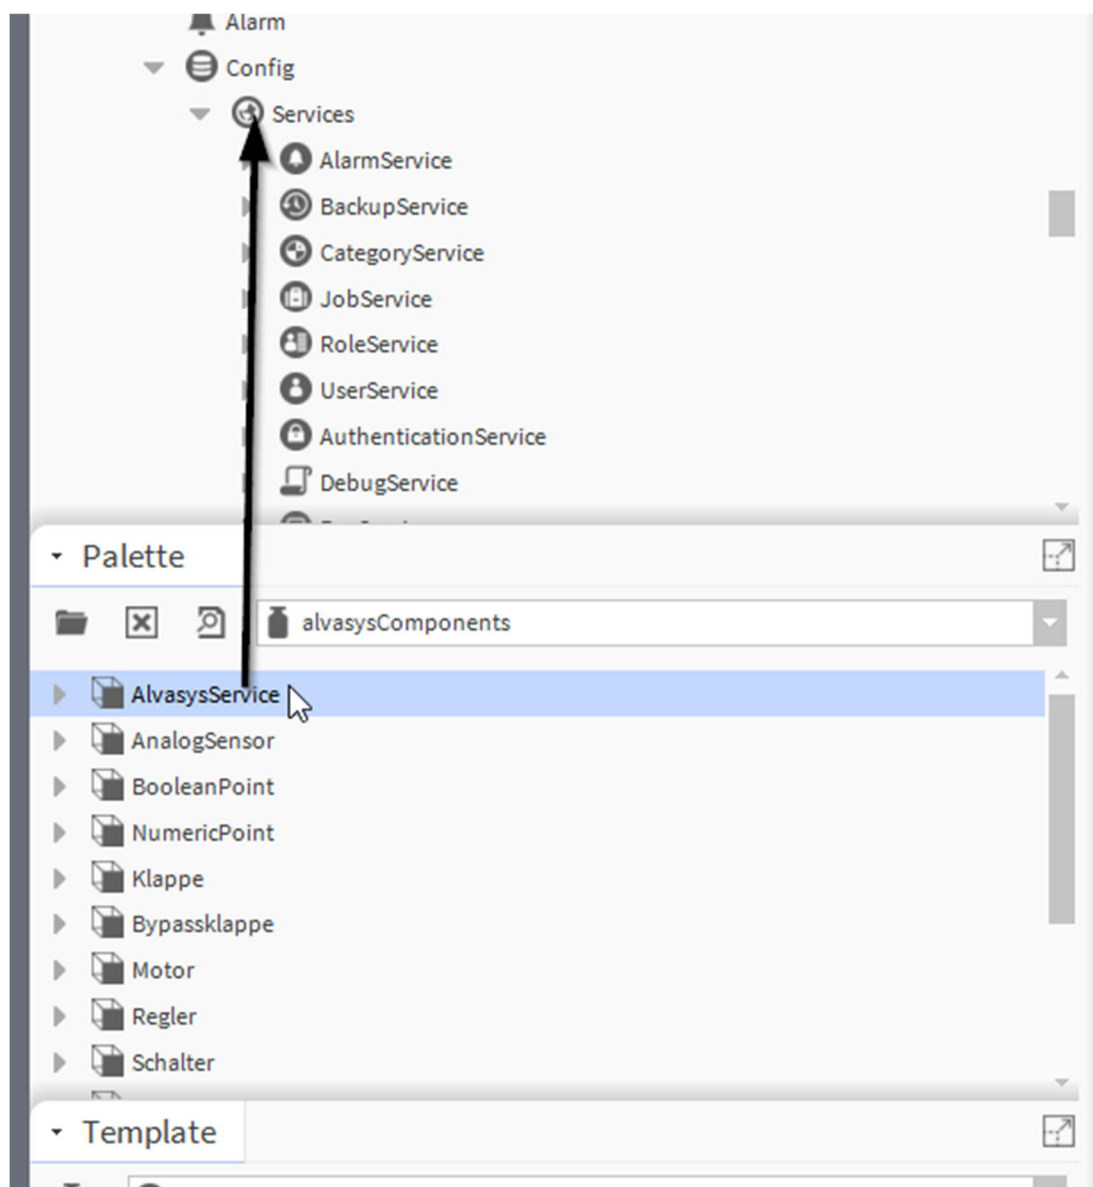 Alarm
Config
Services
AlarmService
BackupService
CategoryService
JobService
RoleService
UserService
AuthenticationService
DebugService
Palette
alvasysComponents
AlvasysService
AnalogSensor
BooleanPoint
NumericPoint
Klappe
Bypassklappe
Motor
Regler
Schalter
Template